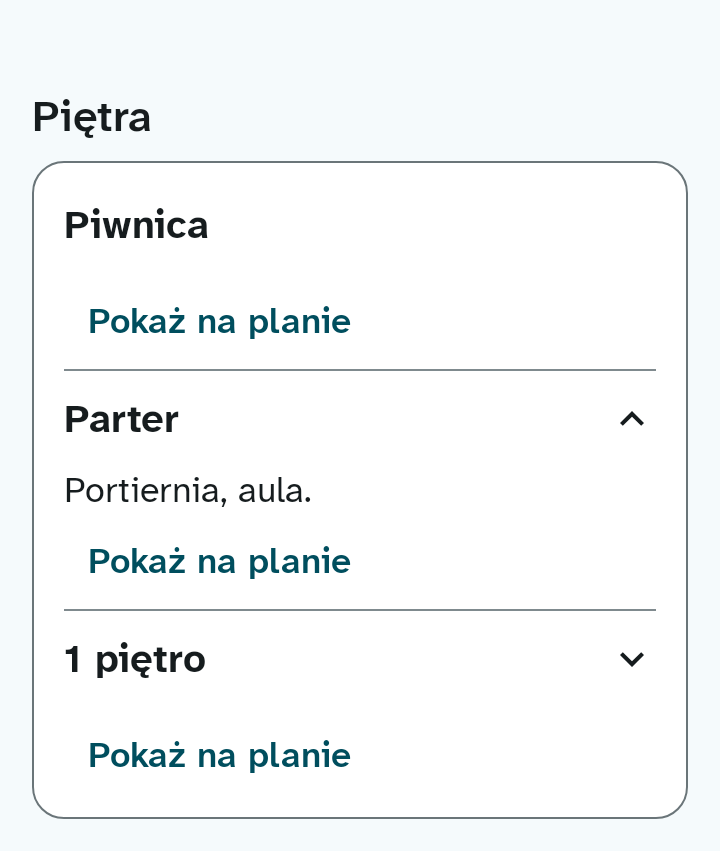 Piętra
Piwnica
Pokaż na planie
Parter
Portiernia, aula.
Pokaż na planie
1 piętro
Pokaż na planie